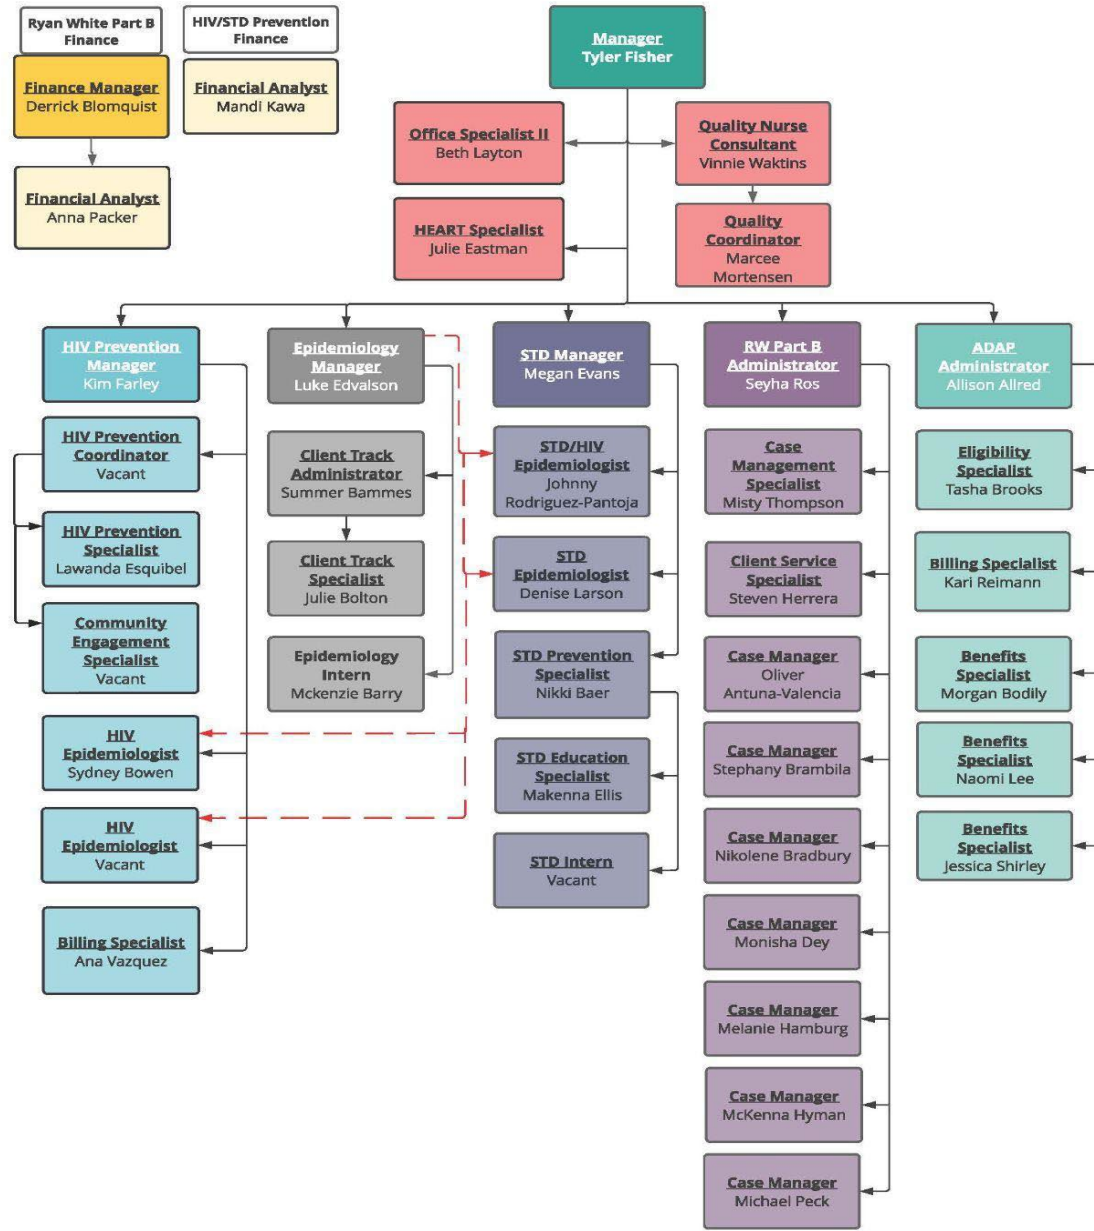 Ryan White Part B
Finance
HIV/STD Prevention
Finance
Finance Manager
Derrick Blomquist
Financial Analyst
Mandi Kawa
Financial Analyst
Anna Packer
Manager
Tyler Fisher
Office Specialist II
Beth Layton
Quality Nurse
Consultant
Vinnie Waktins
HEART Specialist
Julie Eastman
Quality
Coordinator
Marcee
Mortensen
HIV Prevention
Manager
Kim Farley
HIV Prevention
Coordinator
Vacant
HIV Prevention
Specialist
Lawanda Esquibel
Community
Engagement
Specialist
Vacant
HIV
Epidemiologist
Sydney Bowen
HIV
Epidemiologist
Vacant
Billing Specialist
Ana Vazquez
Epidemiology
Manager
Luke Edvalson
Client Track
Administrator
Summer Bammes
Client Track
Specialist
Julie Bolton
Epidemiology
Intern
Mckenzie Barry
STD Manager
Megan Evans
STD/HIV
Epidemiologist
Johnny
Rodriguez-Pantoja
STD
Epidemiologist
Denise Larson
STD Prevention
Specialist
Nikki Baer
STD Education
Specialist
Makenna Ellis
STD Intern
Vacant
RW Part B
Administrator
Seyha Ros
Case
Management
Specialist
Misty Thompson
Client Service
Specialist
Steven Herrera
Case Manager
Oliver
Antuna-Valencia
Case Manager
Stephany Brambila
Case Manager
Nikolene Bradbury
Case Manager
Monisha Dey
Case Manager
Melanie Hamburg
Case Manager
McKenna Hyman
Case Manager
Michael Peck
ADAP
Administrator
Allison Allred
Eligibility
Specialist
Tasha Brooks
Billing Specialist
Kari Reimann
Benefits
Specialist
Morgan Bodily
Benefits
Specialist
Naomi Lee
Benefits
Specialist
Jessica Shirley